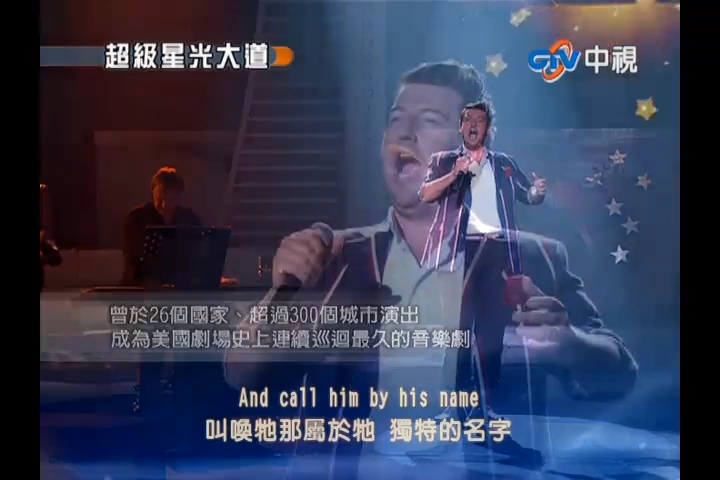 超級星光大道
CTV中視
曾於26個國家、超過300個城市演出
成為美國劇場史上連續巡迴最久的音樂劇
And call him by his name
叫喚牠那屬於牠 獨特的名字